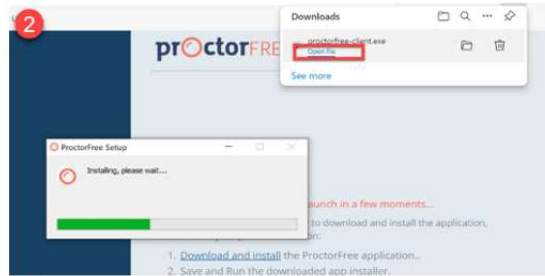 2
Downloads
proctorfree-client.exe
Open file
See more
prOctorFRE
ProctorFree Setup
Installing, please wait...
aunch in a few moments...
to download and install the application,
on:
1. Download and install the ProctorFree application..
2. Save and Run the downloaded app installer.